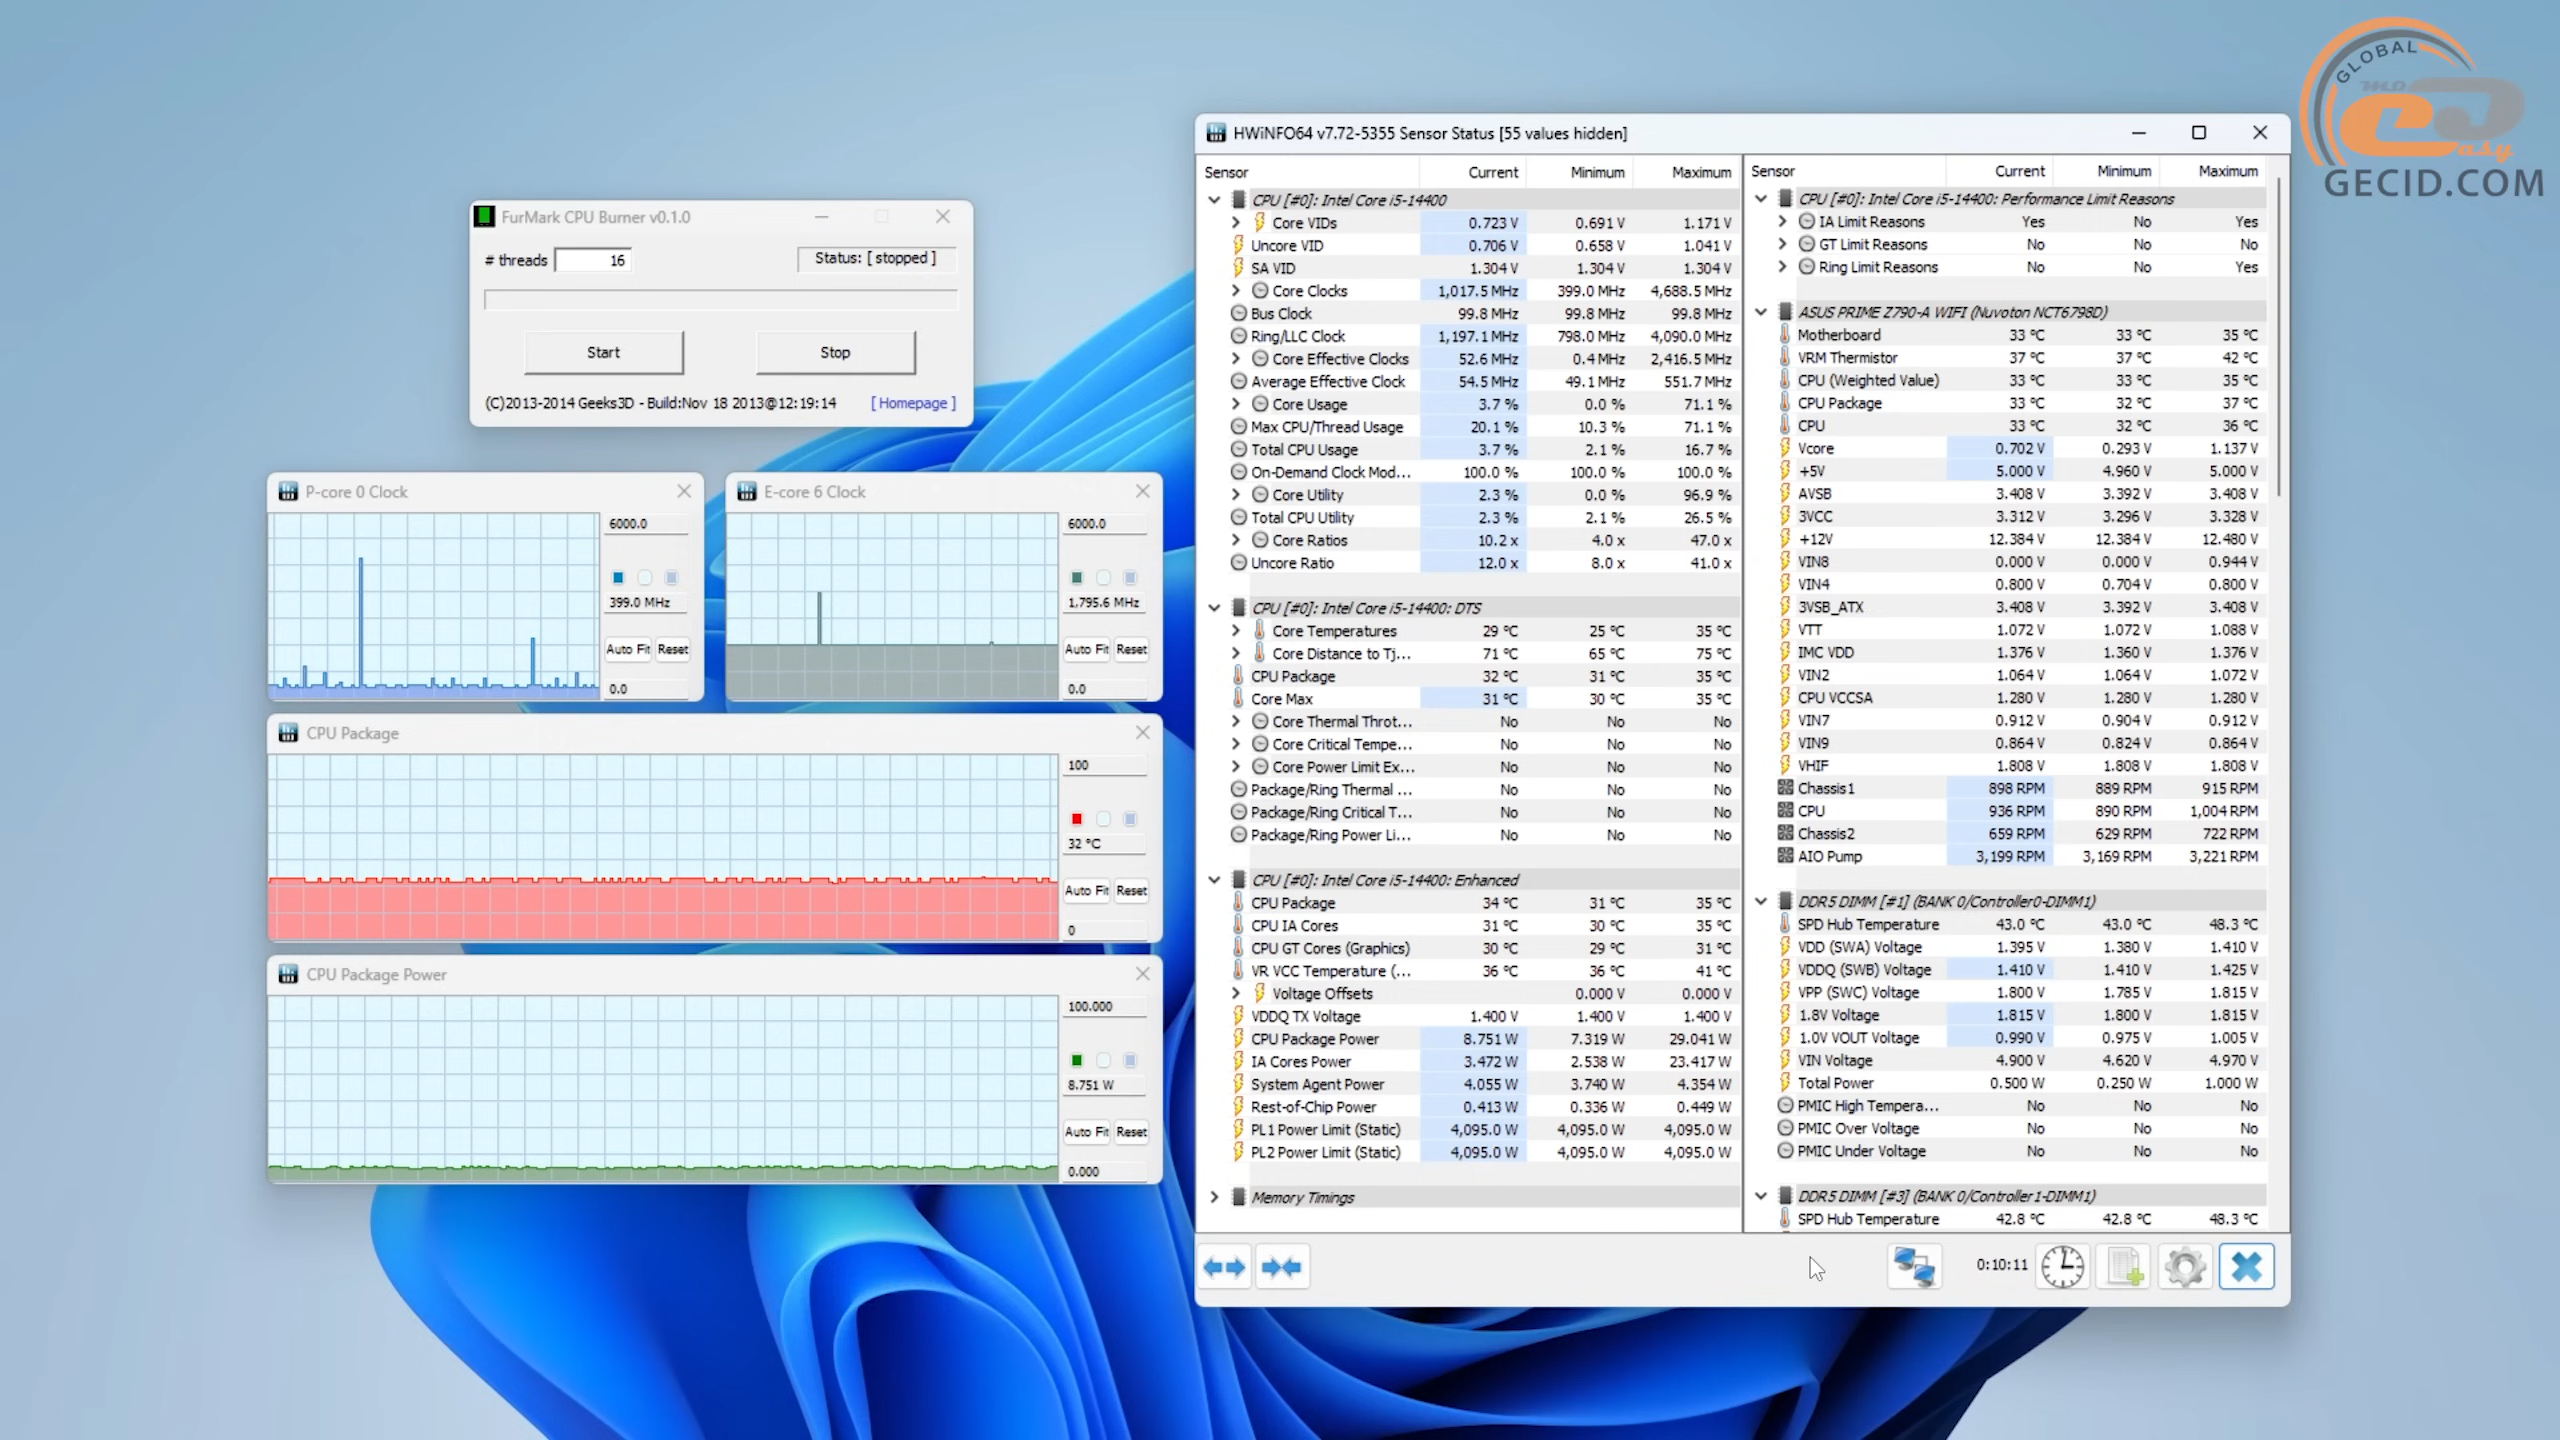 GLOBAL
easy
GECID.COM
FurMark CPU Burner v0.1.0
# threads 16 Status: [ stopped ]
Start Stop
(C)2013-2014 Geeks3D - Build:Nov 18 2013@12:19:14 [ Homepage ]
P-core 0 Clock
6000.0
399.0 MHz
Auto Fit Reset
0.0
E-core 6 Clock
6000.0
1,795.6 MHz
Auto Fit Reset
0.0
CPU Package
100
32 °C
Auto Fit Reset
0
CPU Package Power
100.000
8.751 W
Auto Fit Reset
0.000
HWiNFO64 v7.72-5355 Sensor Status [55 values hidden]
Sensor Current Minimum Maximum
CPU [#0]: Intel Core i5-14400
Core VIDs 0.723 V 0.691 V 1.171 V
Uncore VID 0.706 V 0.658 V 1.041 V
SA VID 1.304 V 1.304 V 1.304 V
Core Clocks 1,017.5 MHz 399.0 MHz 4,688.5 MHz
Bus Clock 99.8 MHz 99.8 MHz 99.8 MHz
Ring/LLC Clock 1,197.1 MHz 798.0 MHz 4,090.0 MHz
Core Effective Clocks 52.6 MHz 0.4 MHz 2,416.5 MHz
Average Effective Clock 54.5 MHz 49.1 MHz 551.7 MHz
Core Usage 3.7 % 0.0 % 71.1 %
Max CPU/Thread Usage 20.1 % 10.3 % 71.1 %
Total CPU Usage 3.7 % 2.1 % 16.7 %
On-Demand Clock Mod... 100.0 % 100.0 % 100.0 %
Core Utility 2.3 % 0.0 % 96.9 %
Total CPU Utility 2.3 % 2.1 % 26.5 %
Core Ratios 10.2 x 4.0 x 47.0 x
Uncore Ratio 12.0 x 8.0 x 41.0 x
CPU [#0]: Intel Core i5-14400: DTS
Core Temperatures 29 °C 25 °C 35 °C
Core Distance to Tj... 71 °C 65 °C 75 °C
CPU Package 32 °C 31 °C 35 °C
Core Max 31 °C 30 °C 35 °C
Core Thermal Throt... No No No
Core Critical Tempe... No No No
Core Power Limit Ex... No No No
Package/Ring Thermal ... No No No
Package/Ring Critical T... No No No
Package/Ring Power Li... No No No
CPU [#0]: Intel Core i5-14400: Enhanced
CPU Package 34 °C 31 °C 35 °C
CPU IA Cores 31 °C 30 °C 35 °C
CPU GT Cores (Graphics) 30 °C 29 °C 31 °C
VR VCC Temperature (... 36 °C 36 °C 41 °C
Voltage Offsets 0.000 V 0.000 V
VDDQ TX Voltage 1.400 V 1.400 V 1.400 V
CPU Package Power 8.751 W 7.319 W 29.041 W
IA Cores Power 3.472 W 2.538 W 23.417 W
System Agent Power 4.055 W 3.740 W 4.354 W
Rest-of-Chip Power 0.413 W 0.336 W 0.449 W
PL1 Power Limit (Static) 4,095.0 W 4,095.0 W 4,095.0 W
PL2 Power Limit (Static) 4,095.0 W 4,095.0 W 4,095.0 W
Memory Timings
Sensor Current Minimum Maximum
CPU [#0]: Intel Core i5-14400: Performance Limit Reasons
IA Limit Reasons Yes No Yes
GT Limit Reasons No No No
Ring Limit Reasons No No Yes
ASUS PRIME Z790-A WIFI (Nuvoton NCT6798D)
Motherboard 33 °C 33 °C 35 °C
VRM Thermistor 37 °C 37 °C 42 °C
CPU (Weighted Value) 33 °C 33 °C 35 °C
CPU Package 33 °C 32 °C 37 °C
CPU 33 °C 32 °C 36 °C
Vcore 0.702 V 0.293 V 1.137 V
+5V 5.000 V 4.960 V 5.000 V
AVSB 3.408 V 3.392 V 3.408 V
3VCC 3.312 V 3.296 V 3.328 V
+12V 12.384 V 12.384 V 12.480 V
VIN8 0.000 V 0.000 V 0.944 V
VIN4 0.800 V 0.704 V 0.800 V
3VSB_ATX 3.408 V 3.392 V 3.408 V
VTT 1.072 V 1.072 V 1.088 V
IMC VDD 1.376 V 1.360 V 1.376 V
VIN2 1.064 V 1.064 V 1.072 V
CPU VCCSA 1.280 V 1.280 V 1.280 V
VIN7 0.912 V 0.904 V 0.912 V
VIN9 0.864 V 0.824 V 0.864 V
VHIF 1.808 V 1.808 V 1.808 V
Chassis1 898 RPM 889 RPM 915 RPM
CPU 936 RPM 890 RPM 1,004 RPM
Chassis2 659 RPM 629 RPM 722 RPM
AIO Pump 3,199 RPM 3,169 RPM 3,221 RPM
DDR5 DIMM [#1] (BANK 0/Controller0-DIMM1)
SPD Hub Temperature 43.0 °C 43.0 °C 48.3 °C
VDD (SWA) Voltage 1.395 V 1.380 V 1.410 V
VDDQ (SWB) Voltage 1.410 V 1.410 V 1.425 V
VPP (SWC) Voltage 1.800 V 1.785 V 1.815 V
1.8V Voltage 1.815 V 1.800 V 1.815 V
1.0V VOUT Voltage 0.990 V 0.975 V 1.005 V
VIN Voltage 4.900 V 4.620 V 4.970 V
Total Power 0.500 W 0.250 W 1.000 W
PMIC High Tempera... No No No
PMIC Over Voltage No No No
PMIC Under Voltage No No No
DDR5 DIMM [#3] (BANK 0/Controller1-DIMM1)
SPD Hub Temperature 42.8 °C 42.8 °C 48.3 °C
0:10:11